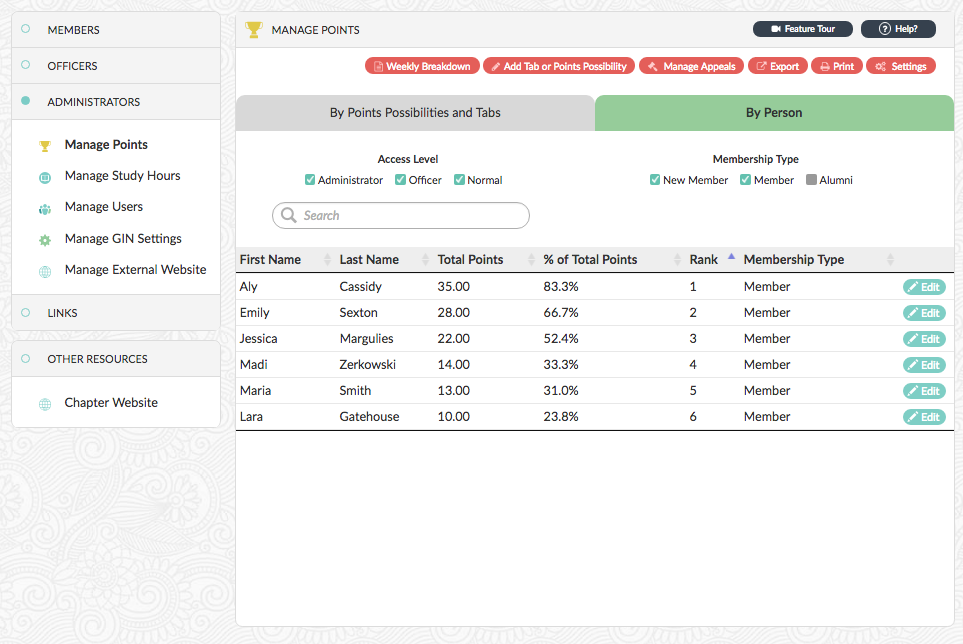 MEMBERS
OFFICERS
ADMINISTRATORS
Manage Points
Manage Study Hours
Manage Users
Manage GIN Settings
Manage External Website
LINKS
OTHER RESOURCES
Chapter Website
MANAGE POINTS
Feature Tour
? Help?
Weekly Breakdown Add Tab or Points Possibility Manage Appeals Export Print Settings
By Points Possibilities and Tabs By Person
Access Level Membership Type
Administrator Officer Normal New Member Member Alumni
Search
First Name Last Name Total Points % of Total Points Rank Membership Type
Aly Cassidy 35.00 83.3% 1 Member Edit
Emily Sexton 28.00 66.7% 2 Member Edit
Jessica Margulies 22.00 52.4% 3 Member Edit
Madi Zerkowski 14.00 33.3% 4 Member Edit
Maria Smith 13.00 31.0% 5 Member Edit
Lara Gatehouse 10.00 23.8% 6 Member Edit